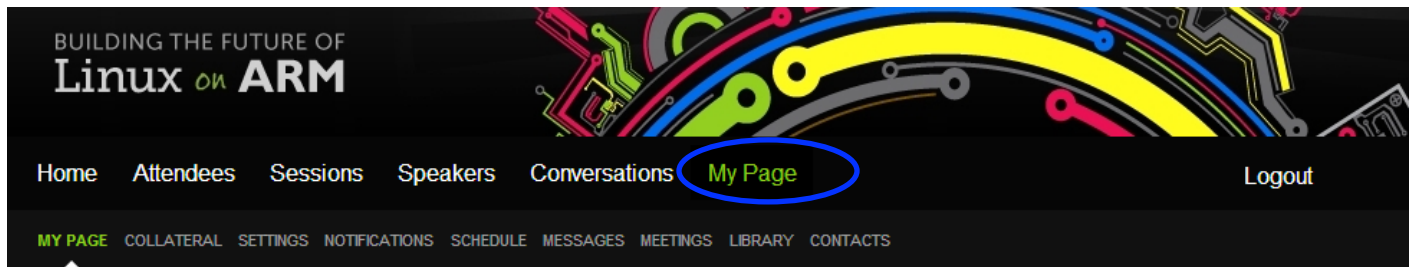 BUILDING THE FUTURE OF
Linux on ARM
Home Attendees Sessions Speakers Conversations My Page Logout
MY PAGE COLLATERAL SETTINGS NOTIFICATIONS SCHEDULE MESSAGES MEETINGS LIBRARY CONTACTS